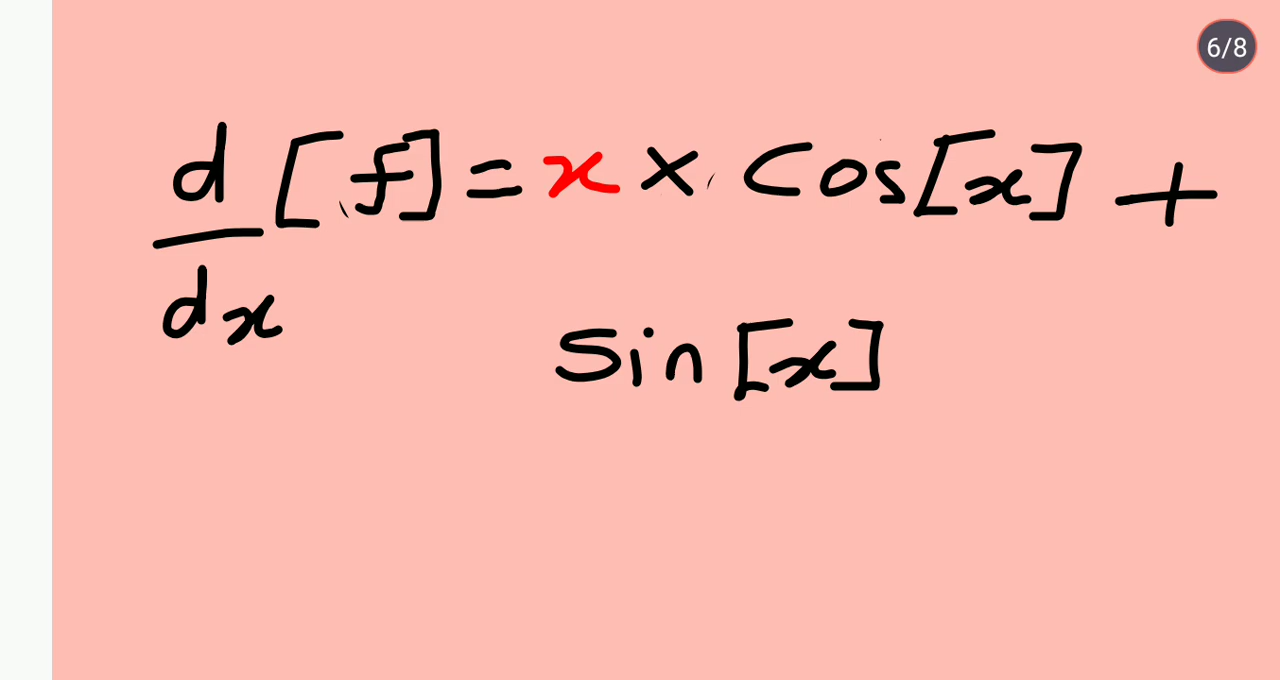 6/8
d/dx [f] = x × Cos[x] +
Sin[x]